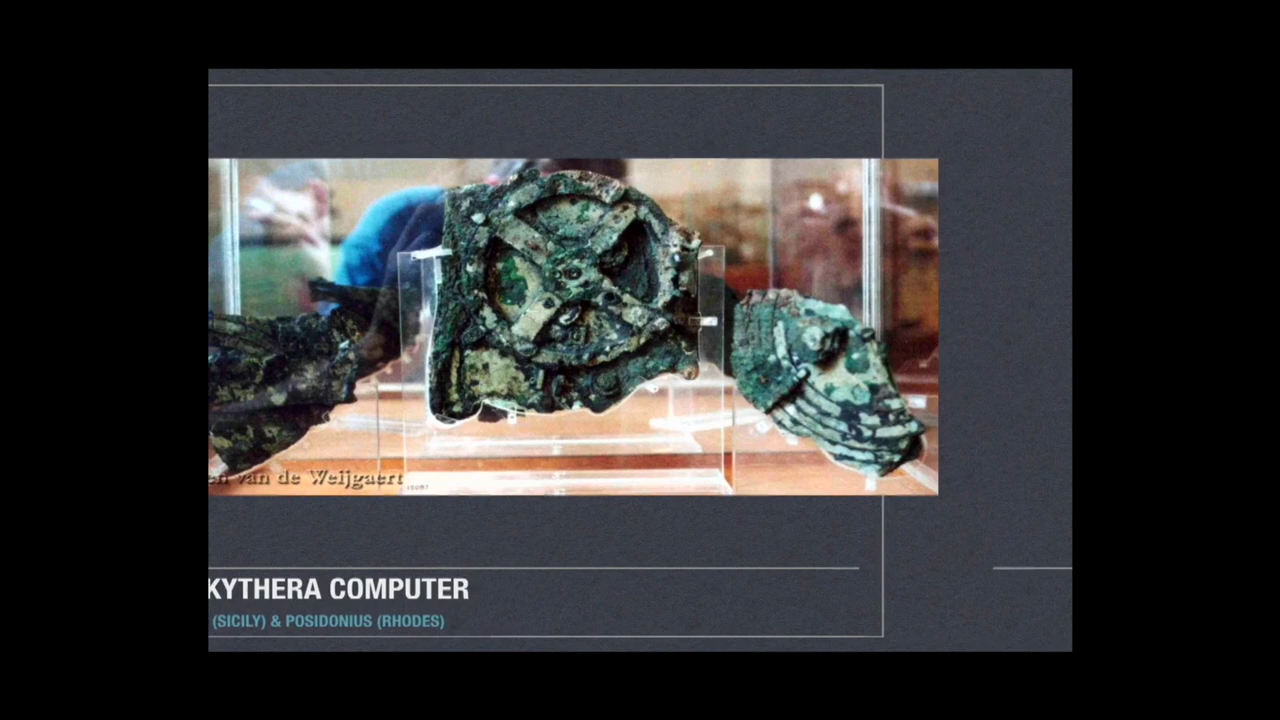 en van de Weijgaert
KYTHERA COMPUTER
(SICILY) & POSIDONIUS (RHODES)